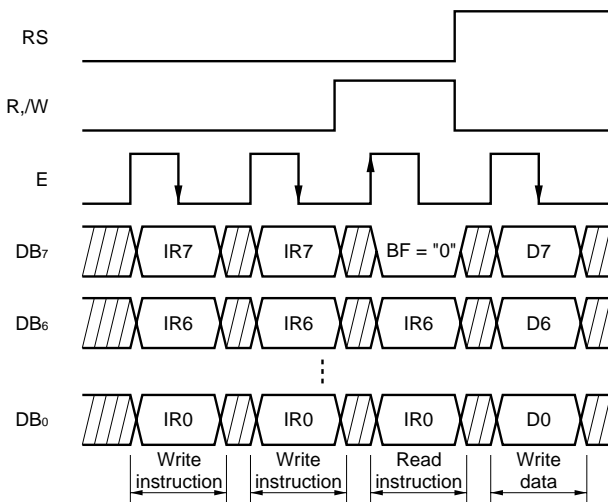 RS
R,/W
E
DB₇ IR7 IR7 BF = "0" D7
DB₆ IR6 IR6 IR6 D6
DB₀ IR0 IR0 IR0 D0
Write Write Read Write
instruction instruction instruction data